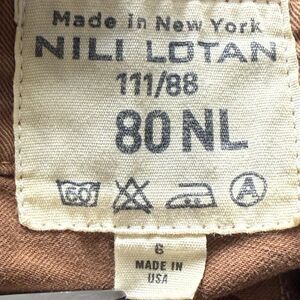 Made in New York
NILI LOTAN
111/88
80 NL
60° A
6
MADE IN
USA